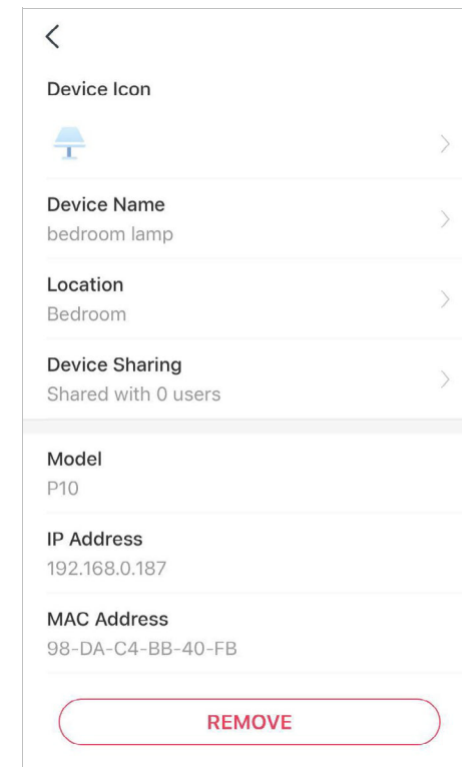 Device Icon
Device Name
bedroom lamp
Location
Bedroom
Device Sharing
Shared with 0 users
Model
P10
IP Address
192.168.0.187
MAC Address
98-DA-C4-BB-40-FB
REMOVE